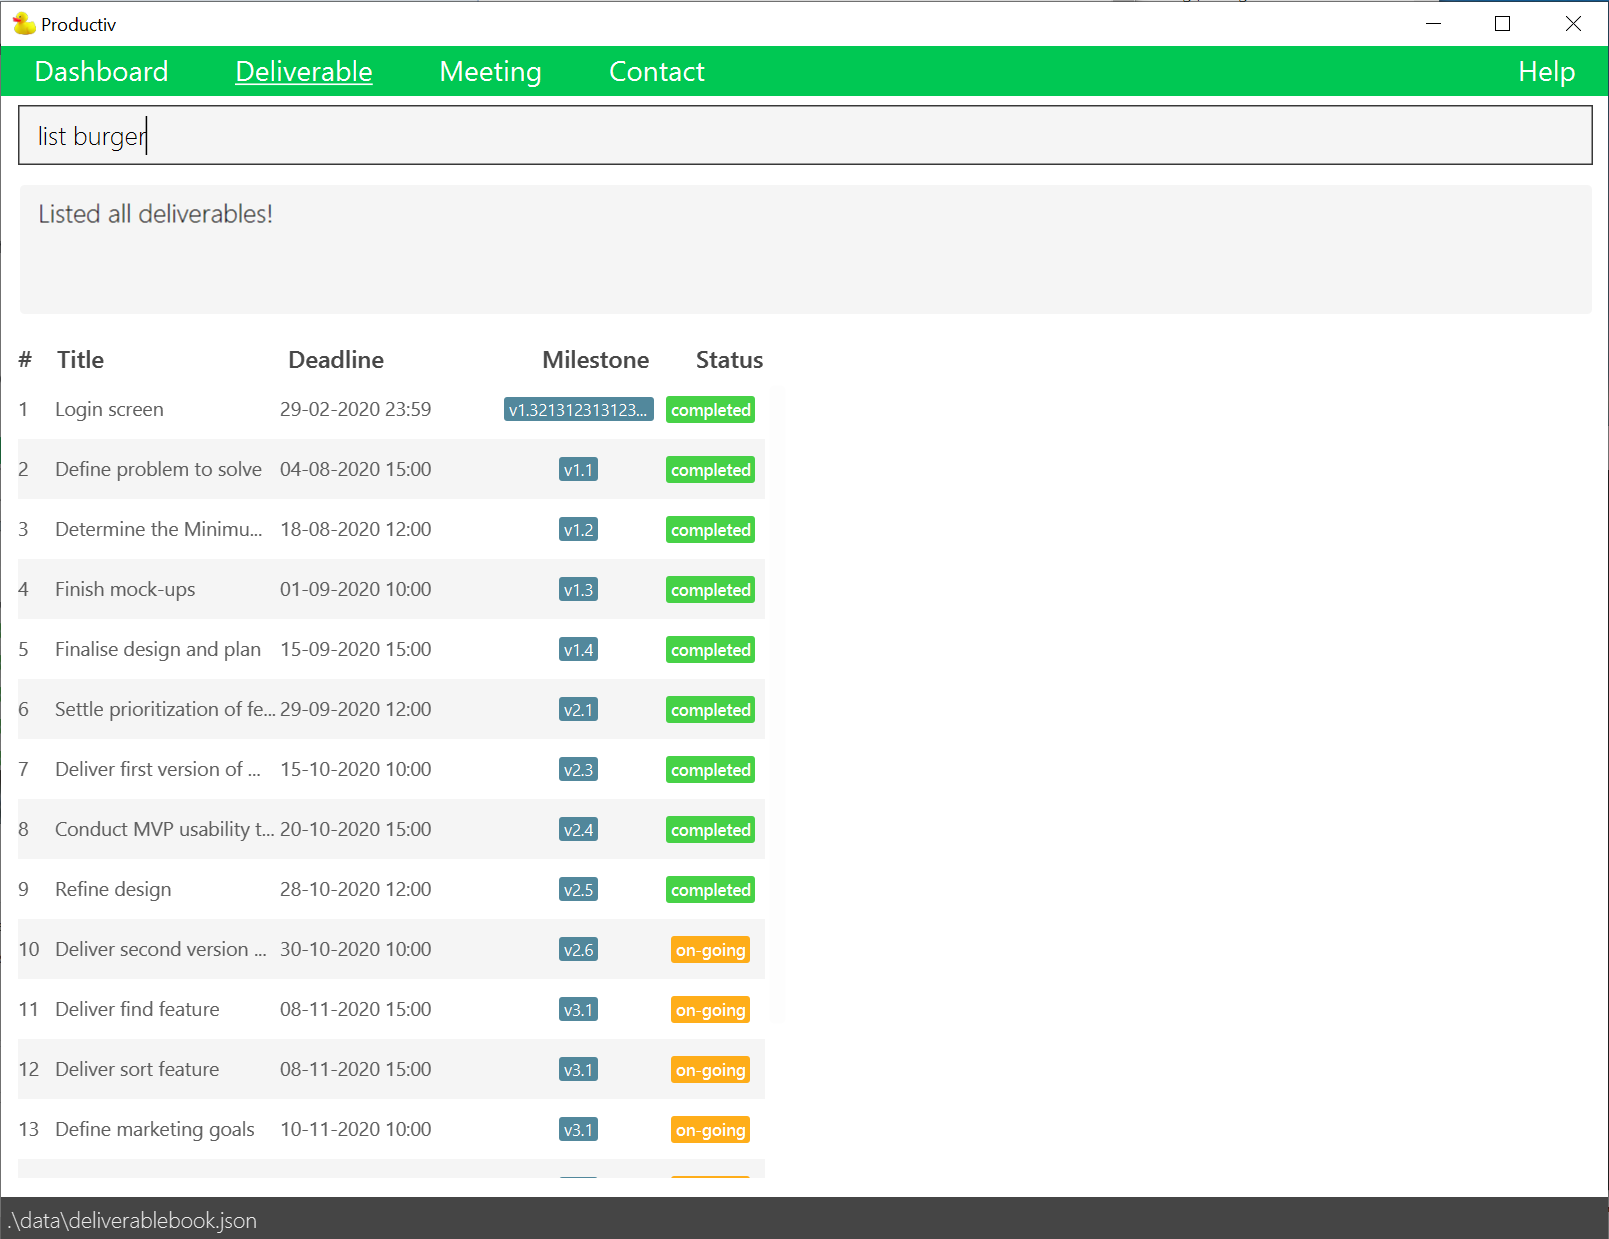 Productiv
Dashboard Deliverable Meeting Contact Help
list burger
Listed all deliverables!
# Title Deadline Milestone Status
1 Login screen 29-02-2020 23:59 v1.321312313123... completed
2 Define problem to solve 04-08-2020 15:00 v1.1 completed
3 Determine the Minimu... 18-08-2020 12:00 v1.2 completed
4 Finish mock-ups 01-09-2020 10:00 v1.3 completed
5 Finalise design and plan 15-09-2020 15:00 v1.4 completed
6 Settle prioritization of fe... 29-09-2020 12:00 v2.1 completed
7 Deliver first version of ... 15-10-2020 10:00 v2.3 completed
8 Conduct MVP usability t... 20-10-2020 15:00 v2.4 completed
9 Refine design 28-10-2020 12:00 v2.5 completed
10 Deliver second version ... 30-10-2020 10:00 v2.6 on-going
11 Deliver find feature 08-11-2020 15:00 v3.1 on-going
12 Deliver sort feature 08-11-2020 15:00 v3.1 on-going
13 Define marketing goals 10-11-2020 10:00 v3.1 on-going
.\data\deliverablebook.json